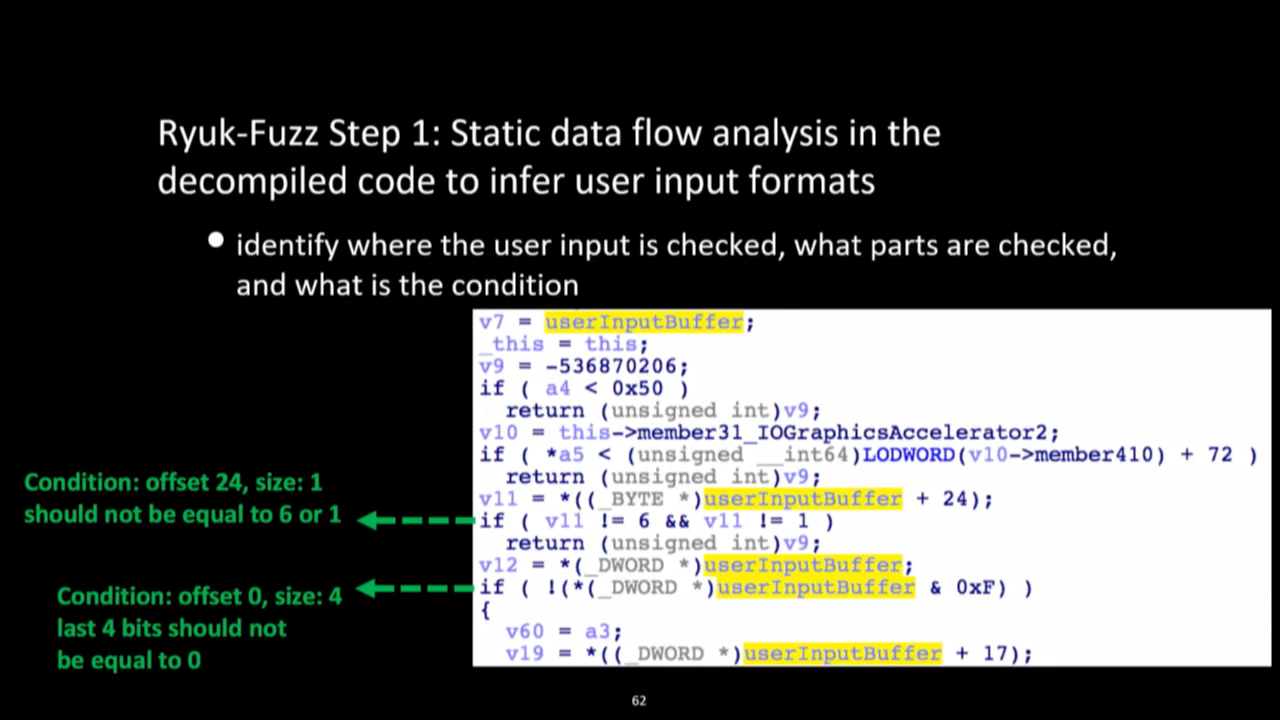 Ryuk-Fuzz Step 1: Static data flow analysis in the
decompiled code to infer user input formats
● identify where the user input is checked, what parts are checked,
and what is the condition
v7 = userInputBuffer;
_this = this;
v9 = -536870206;
if ( a4 < 0x50 )
return (unsigned int)v9;
v10 = this->member31_IOGraphicsAccelerator2;
if ( *a5 < (unsigned __int64)LODWORD(v10->member410) + 72 )
return (unsigned int)v9;
v11 = *((_BYTE *)userInputBuffer + 24);
if ( v11 != 6 && v11 != 1 )
return (unsigned int)v9;
v12 = *(_DWORD *)userInputBuffer;
if ( !(*(_DWORD *)userInputBuffer & 0xF) )
{
v60 = a3;
v19 = *((_DWORD *)userInputBuffer + 17);
Condition: offset 24, size: 1
should not be equal to 6 or 1
Condition: offset 0, size: 4
last 4 bits should not
be equal to 0
62